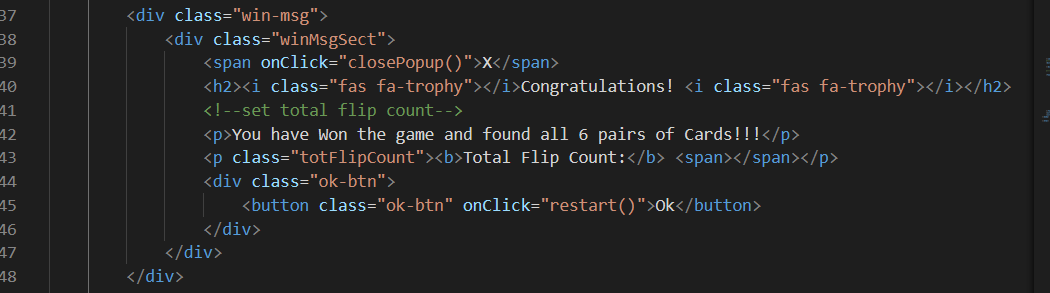 37 <div class="win-msg">
38 <div class="winMsgSect">
39 <span onClick="closePopup()">X</span>
40 <h2><i class="fas fa-trophy"></i>Congratulations! <i class="fas fa-trophy"></i></h2>
41 <!--set total flip count-->
42 <p>You have Won the game and found all 6 pairs of Cards!!!</p>
43 <p class="totFlipCount"><b>Total Flip Count:</b> <span></span></p>
44 <div class="ok-btn">
45 <button class="ok-btn" onClick="restart()">Ok</button>
46 </div>
47 </div>
48 </div>